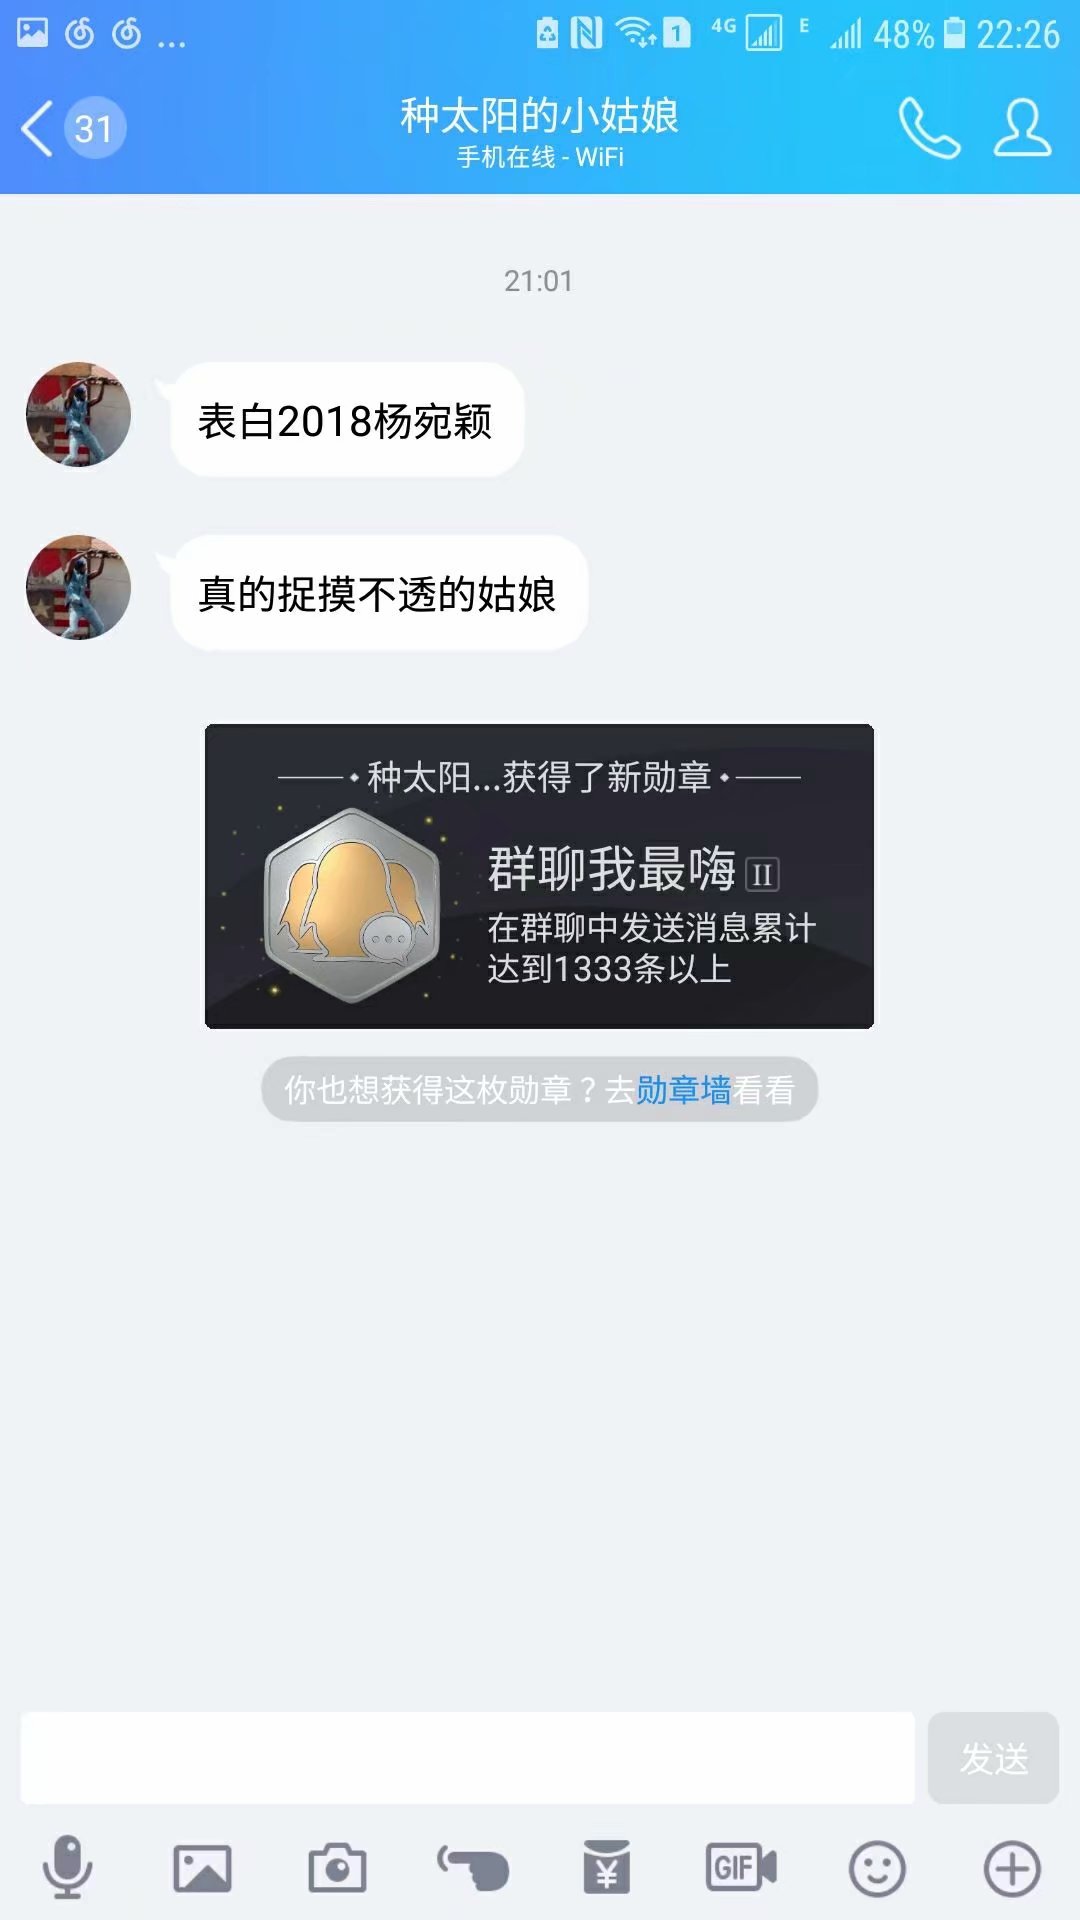 ... 1 4G E 48% 22:26
31 种太阳的小姑娘
手机在线 - WiFi
21:01
表白2018杨宛颖
真的捉摸不透的姑娘
种太阳...获得了新勋章
群聊我最嗨 II
在群聊中发送消息累计
达到1333条以上
你也想获得这枚勋章？去勋章墙看看
发送
¥ GIF